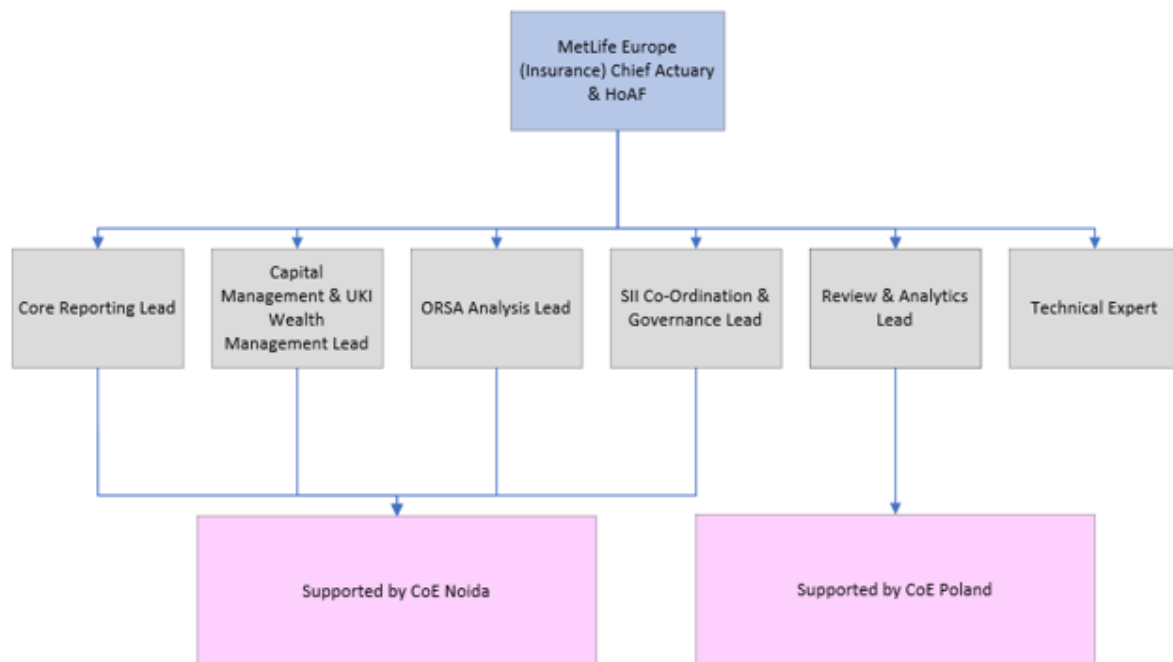 MetLife Europe
(Insurance) Chief Actuary
& HoAF
Core Reporting Lead
Capital
Management & UKI
Wealth
Management Lead
ORSA Analysis Lead
SII Co-Ordination &
Governance Lead
Review & Analytics
Lead
Technical Expert
Supported by CoE Noida
Supported by CoE Poland